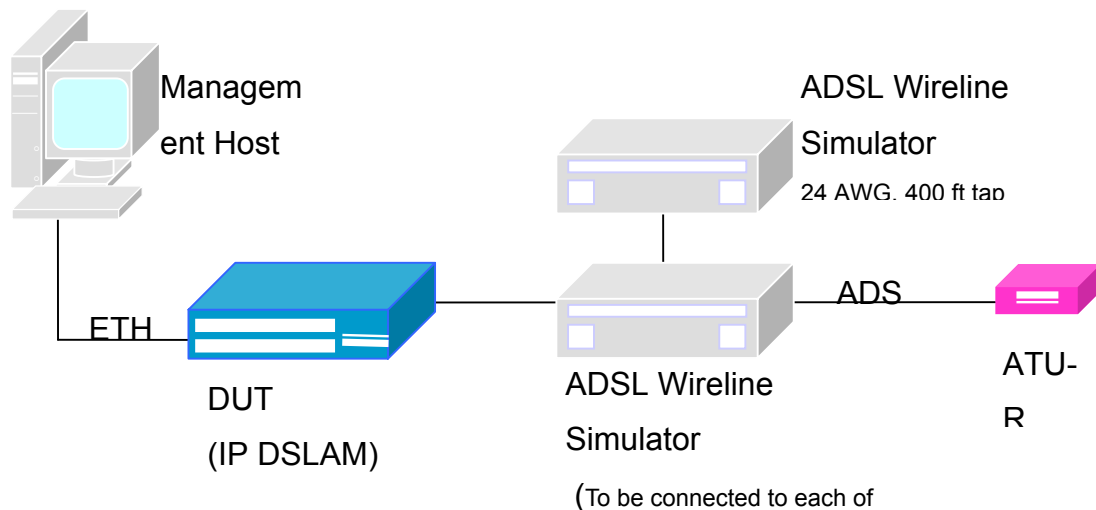 Managem
ent Host
ADSL Wireline
Simulator
24 AWG, 400 ft tap
ETH
ADS
DUT
(IP DSLAM)
ADSL Wireline
Simulator
(To be connected to each of
ATU-
R